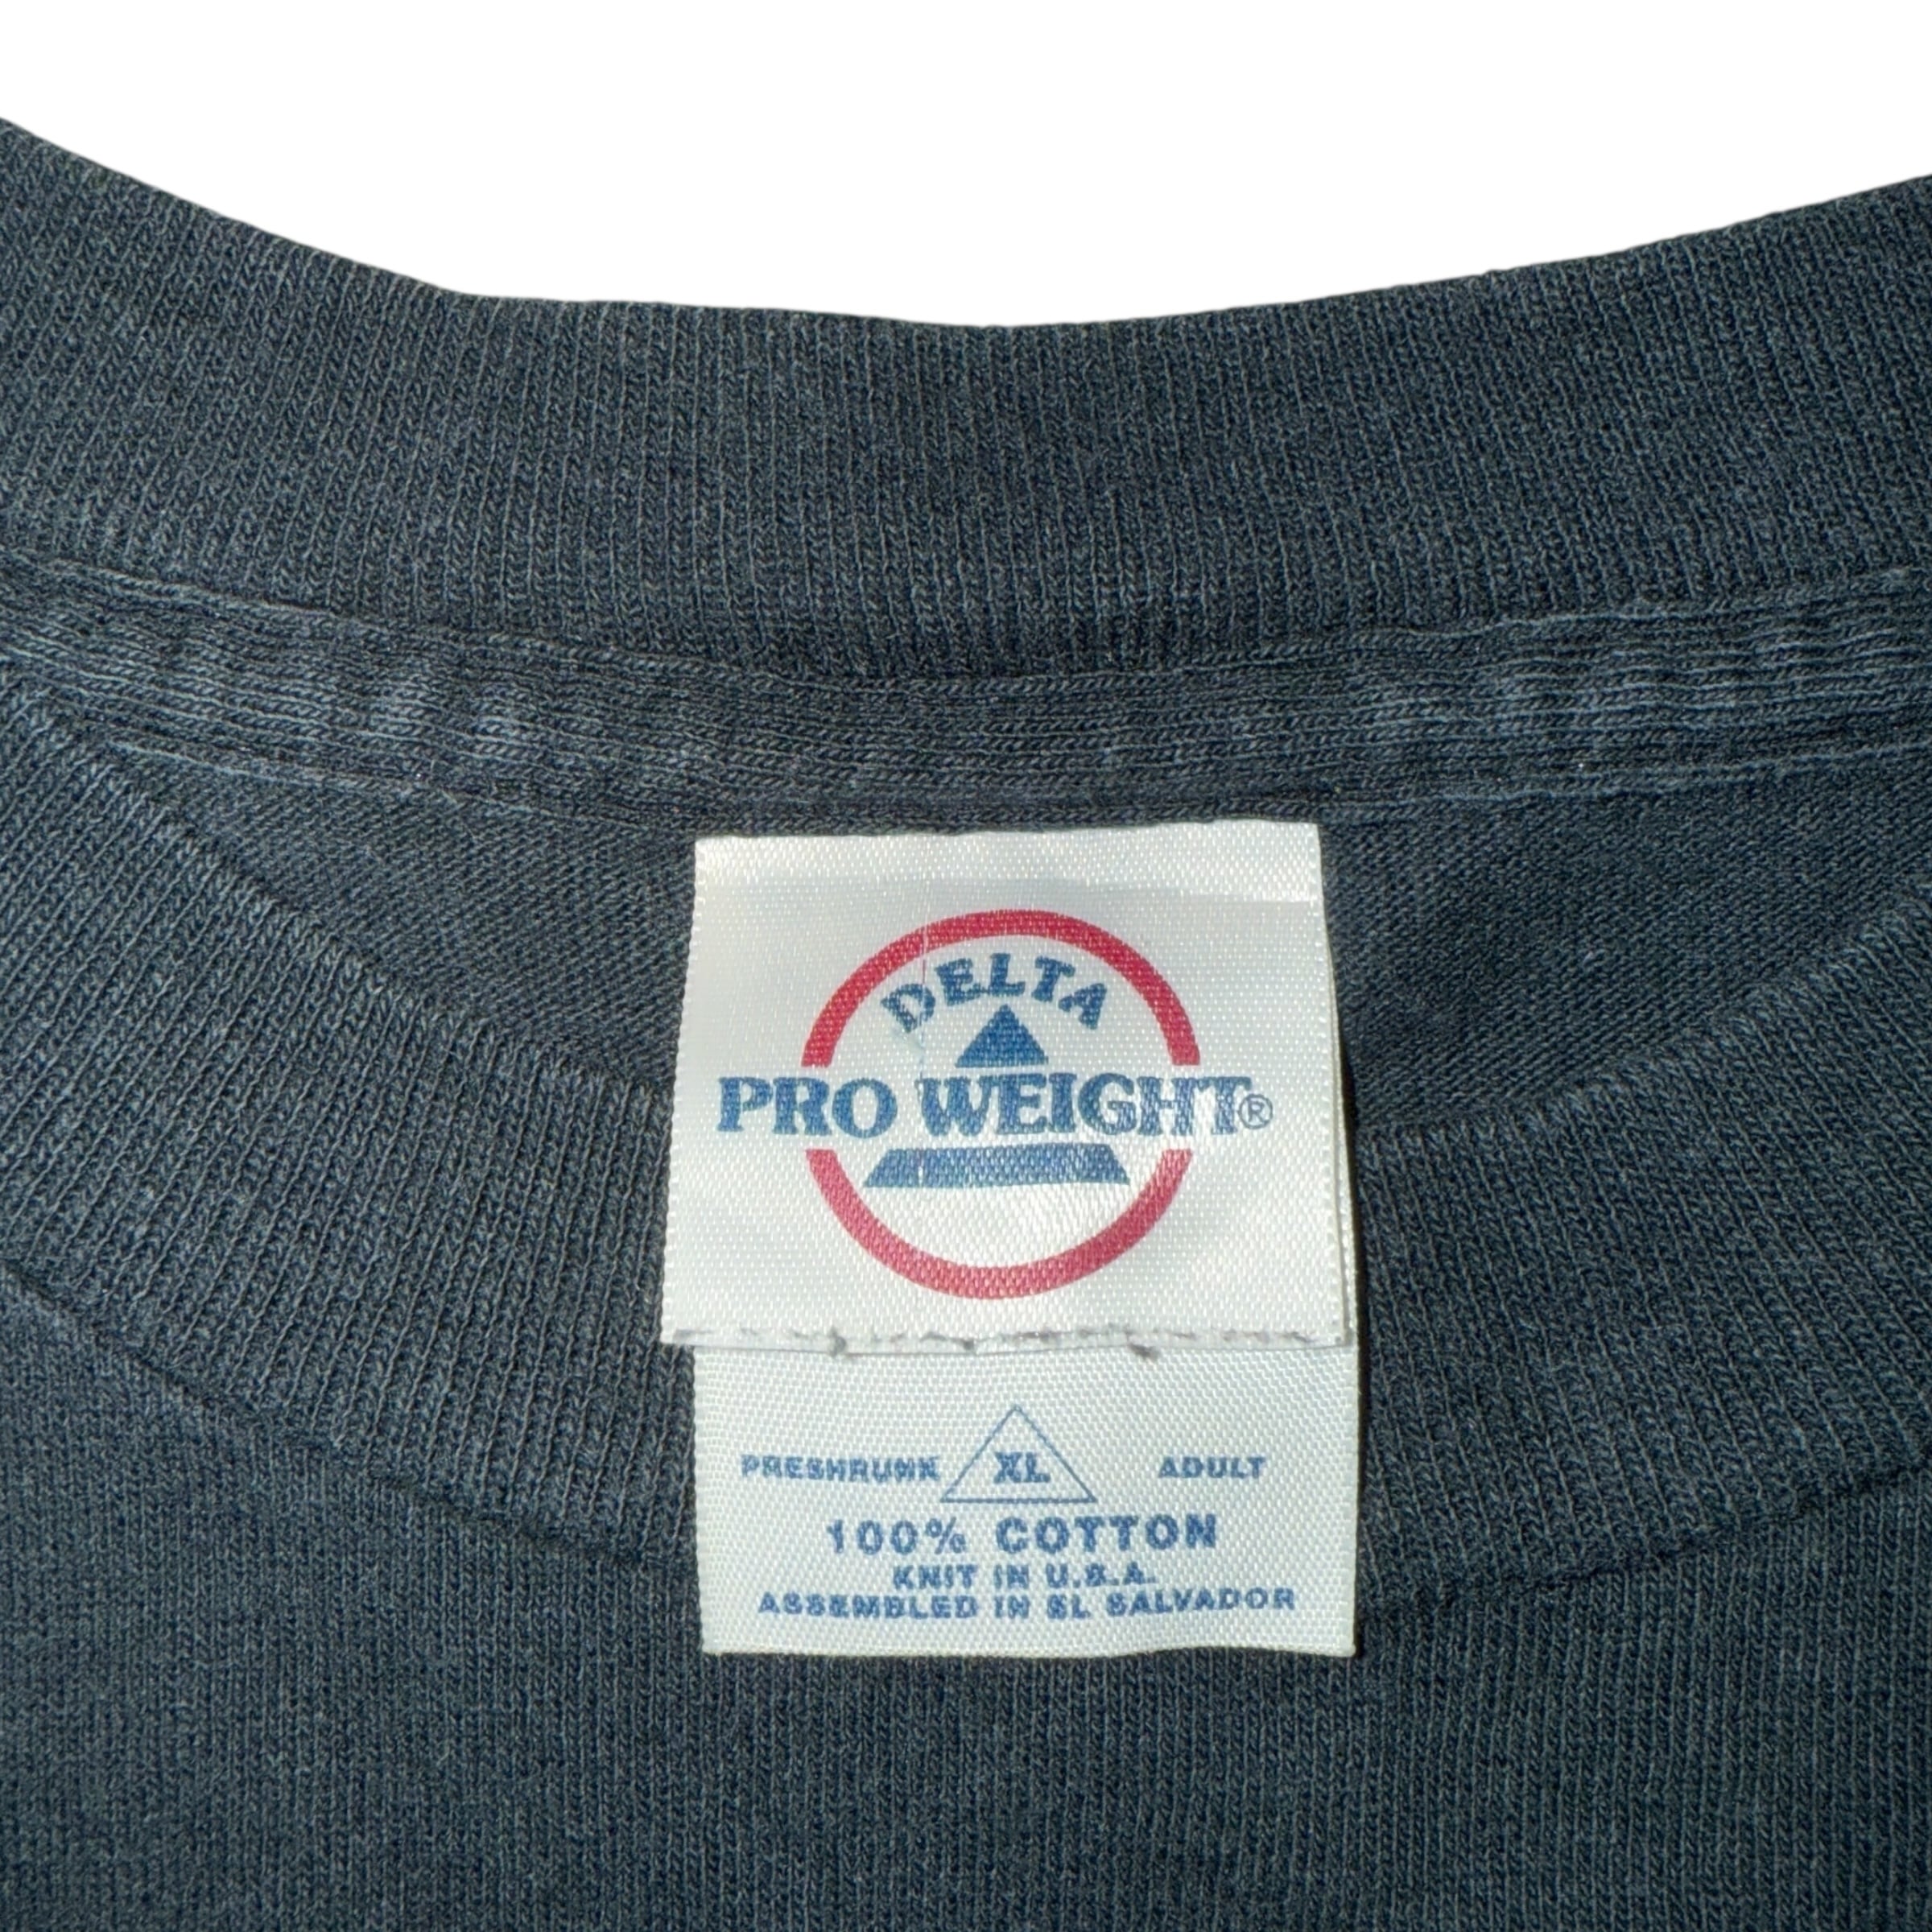 DELTA
PRO WEIGHT®
PRESHRUNK XL ADULT
100% COTTON
KNIT IN U.S.A.
ASSEMBLED IN EL SALVADOR